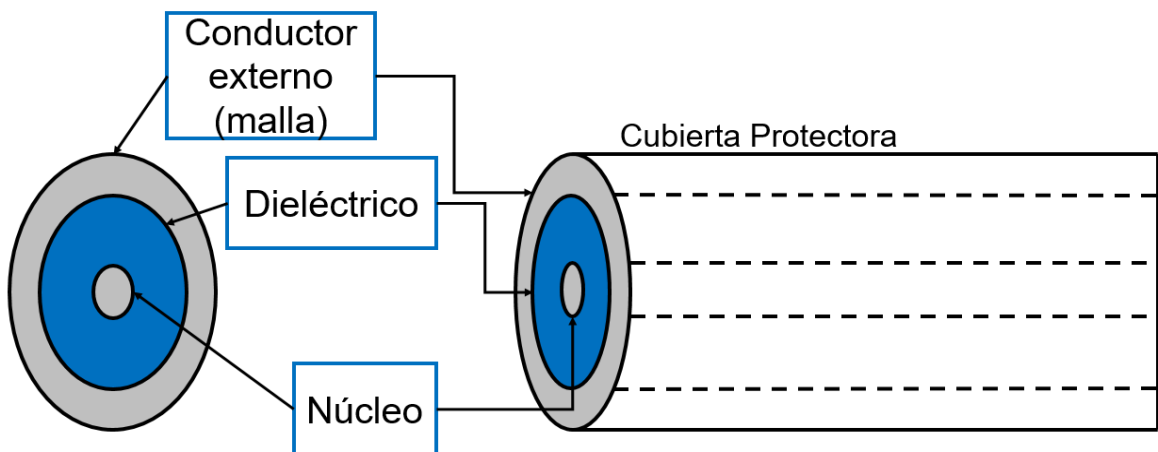 Conductor
externo
(malla)
Cubierta Protectora
Dieléctrico
Núcleo